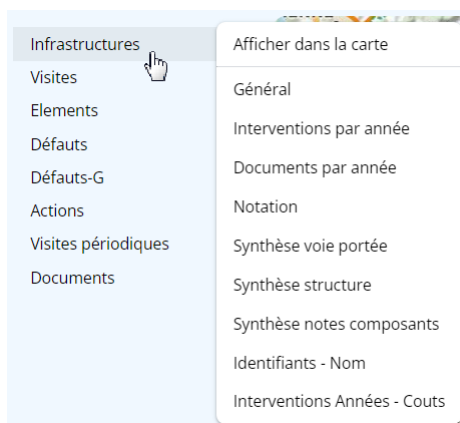 Infrastructures
Visites
Elements
Défauts
Défauts-G
Actions
Visites périodiques
Documents
Afficher dans la carte
Général
Interventions par année
Documents par année
Notation
Synthèse voie portée
Synthèse structure
Synthèse notes composants
Identifiants - Nom
Interventions Années - Couts